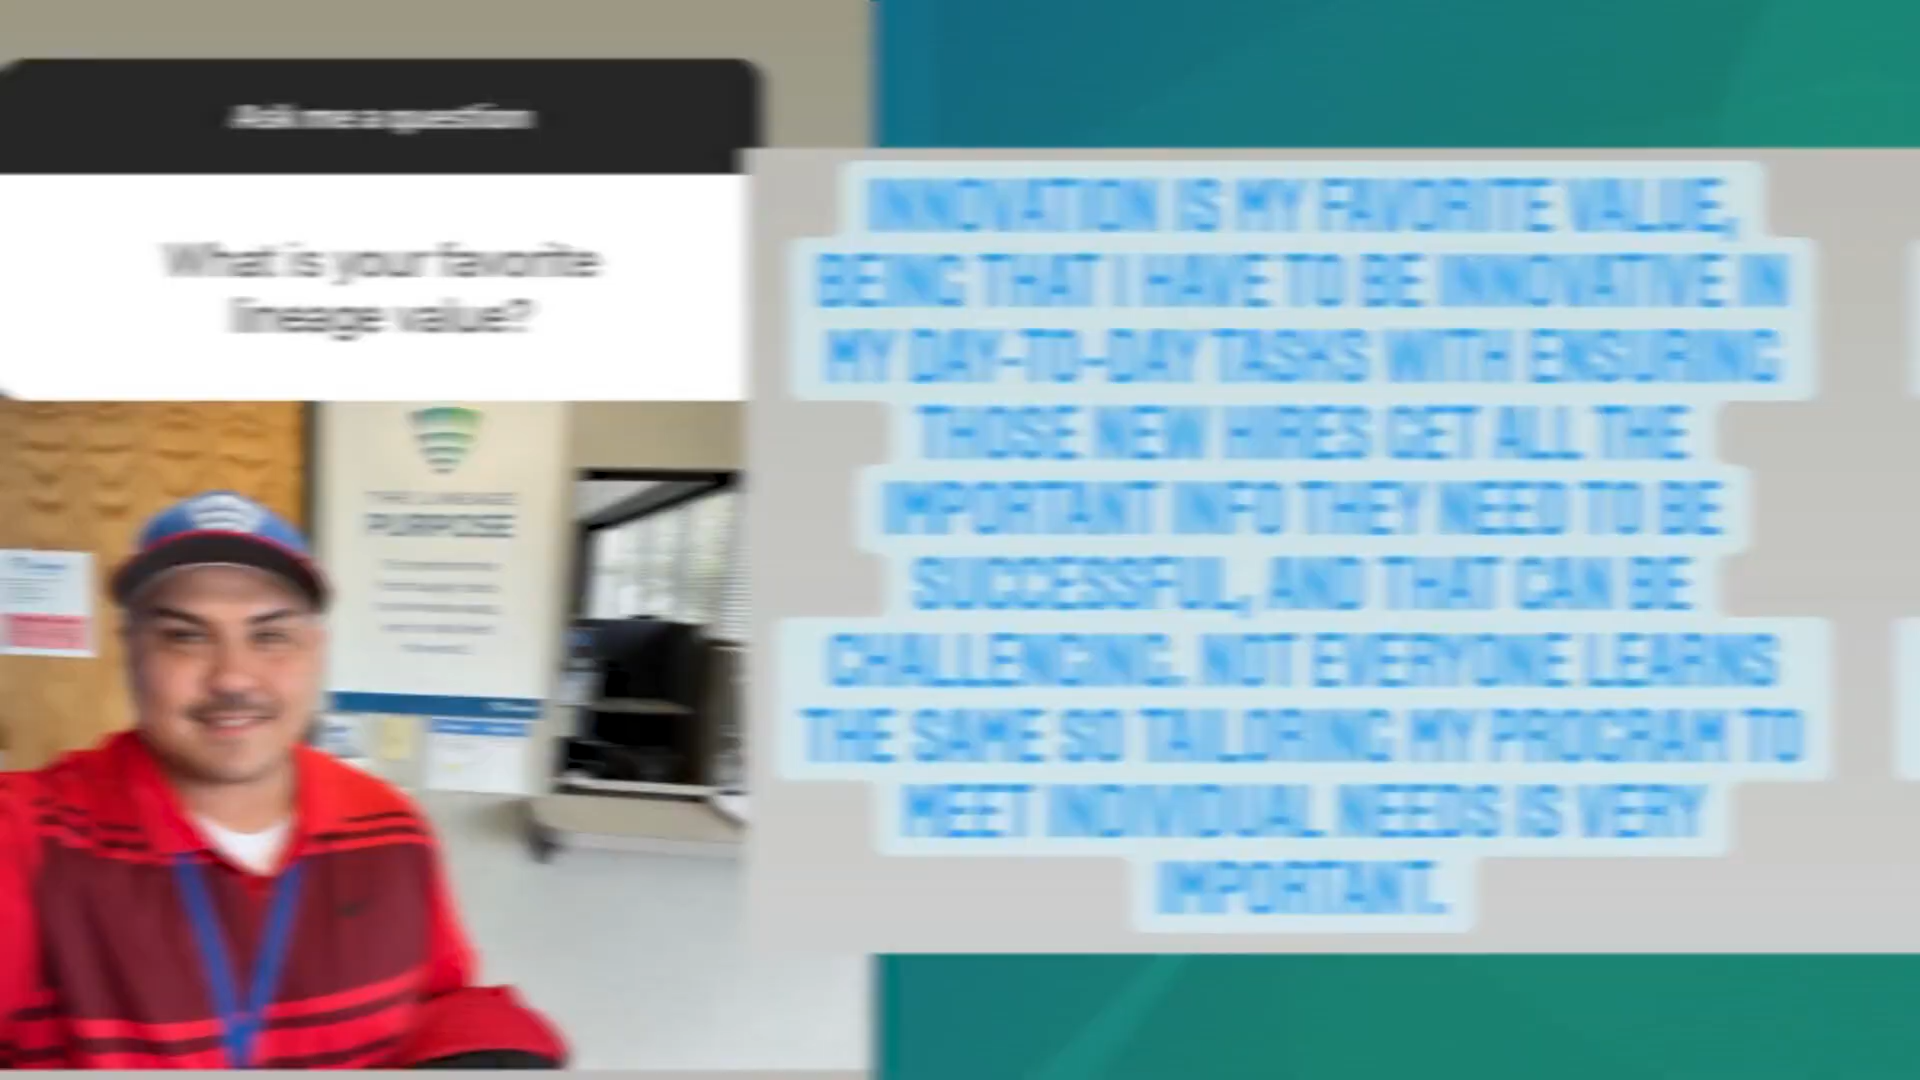 Ask me a question
What is your favorite
lineage value?
INNOVATION IS MY FAVORITE VALUE,
BEING THAT I HAVE TO BE INNOVATIVE IN
MY DAY-TO-DAY TASKS WITH ENSURING
THOSE NEW HIRES GET ALL THE
IMPORTANT INFO THEY NEED TO BE
SUCCESSFUL, AND THAT CAN BE
CHALLENGING. NOT EVERYONE LEARNS
THE SAME SO TAILORING MY PROGRAM TO
MEET INDIVIDUAL NEEDS IS VERY
IMPORTANT.
THE LINEAGE
PURPOSE